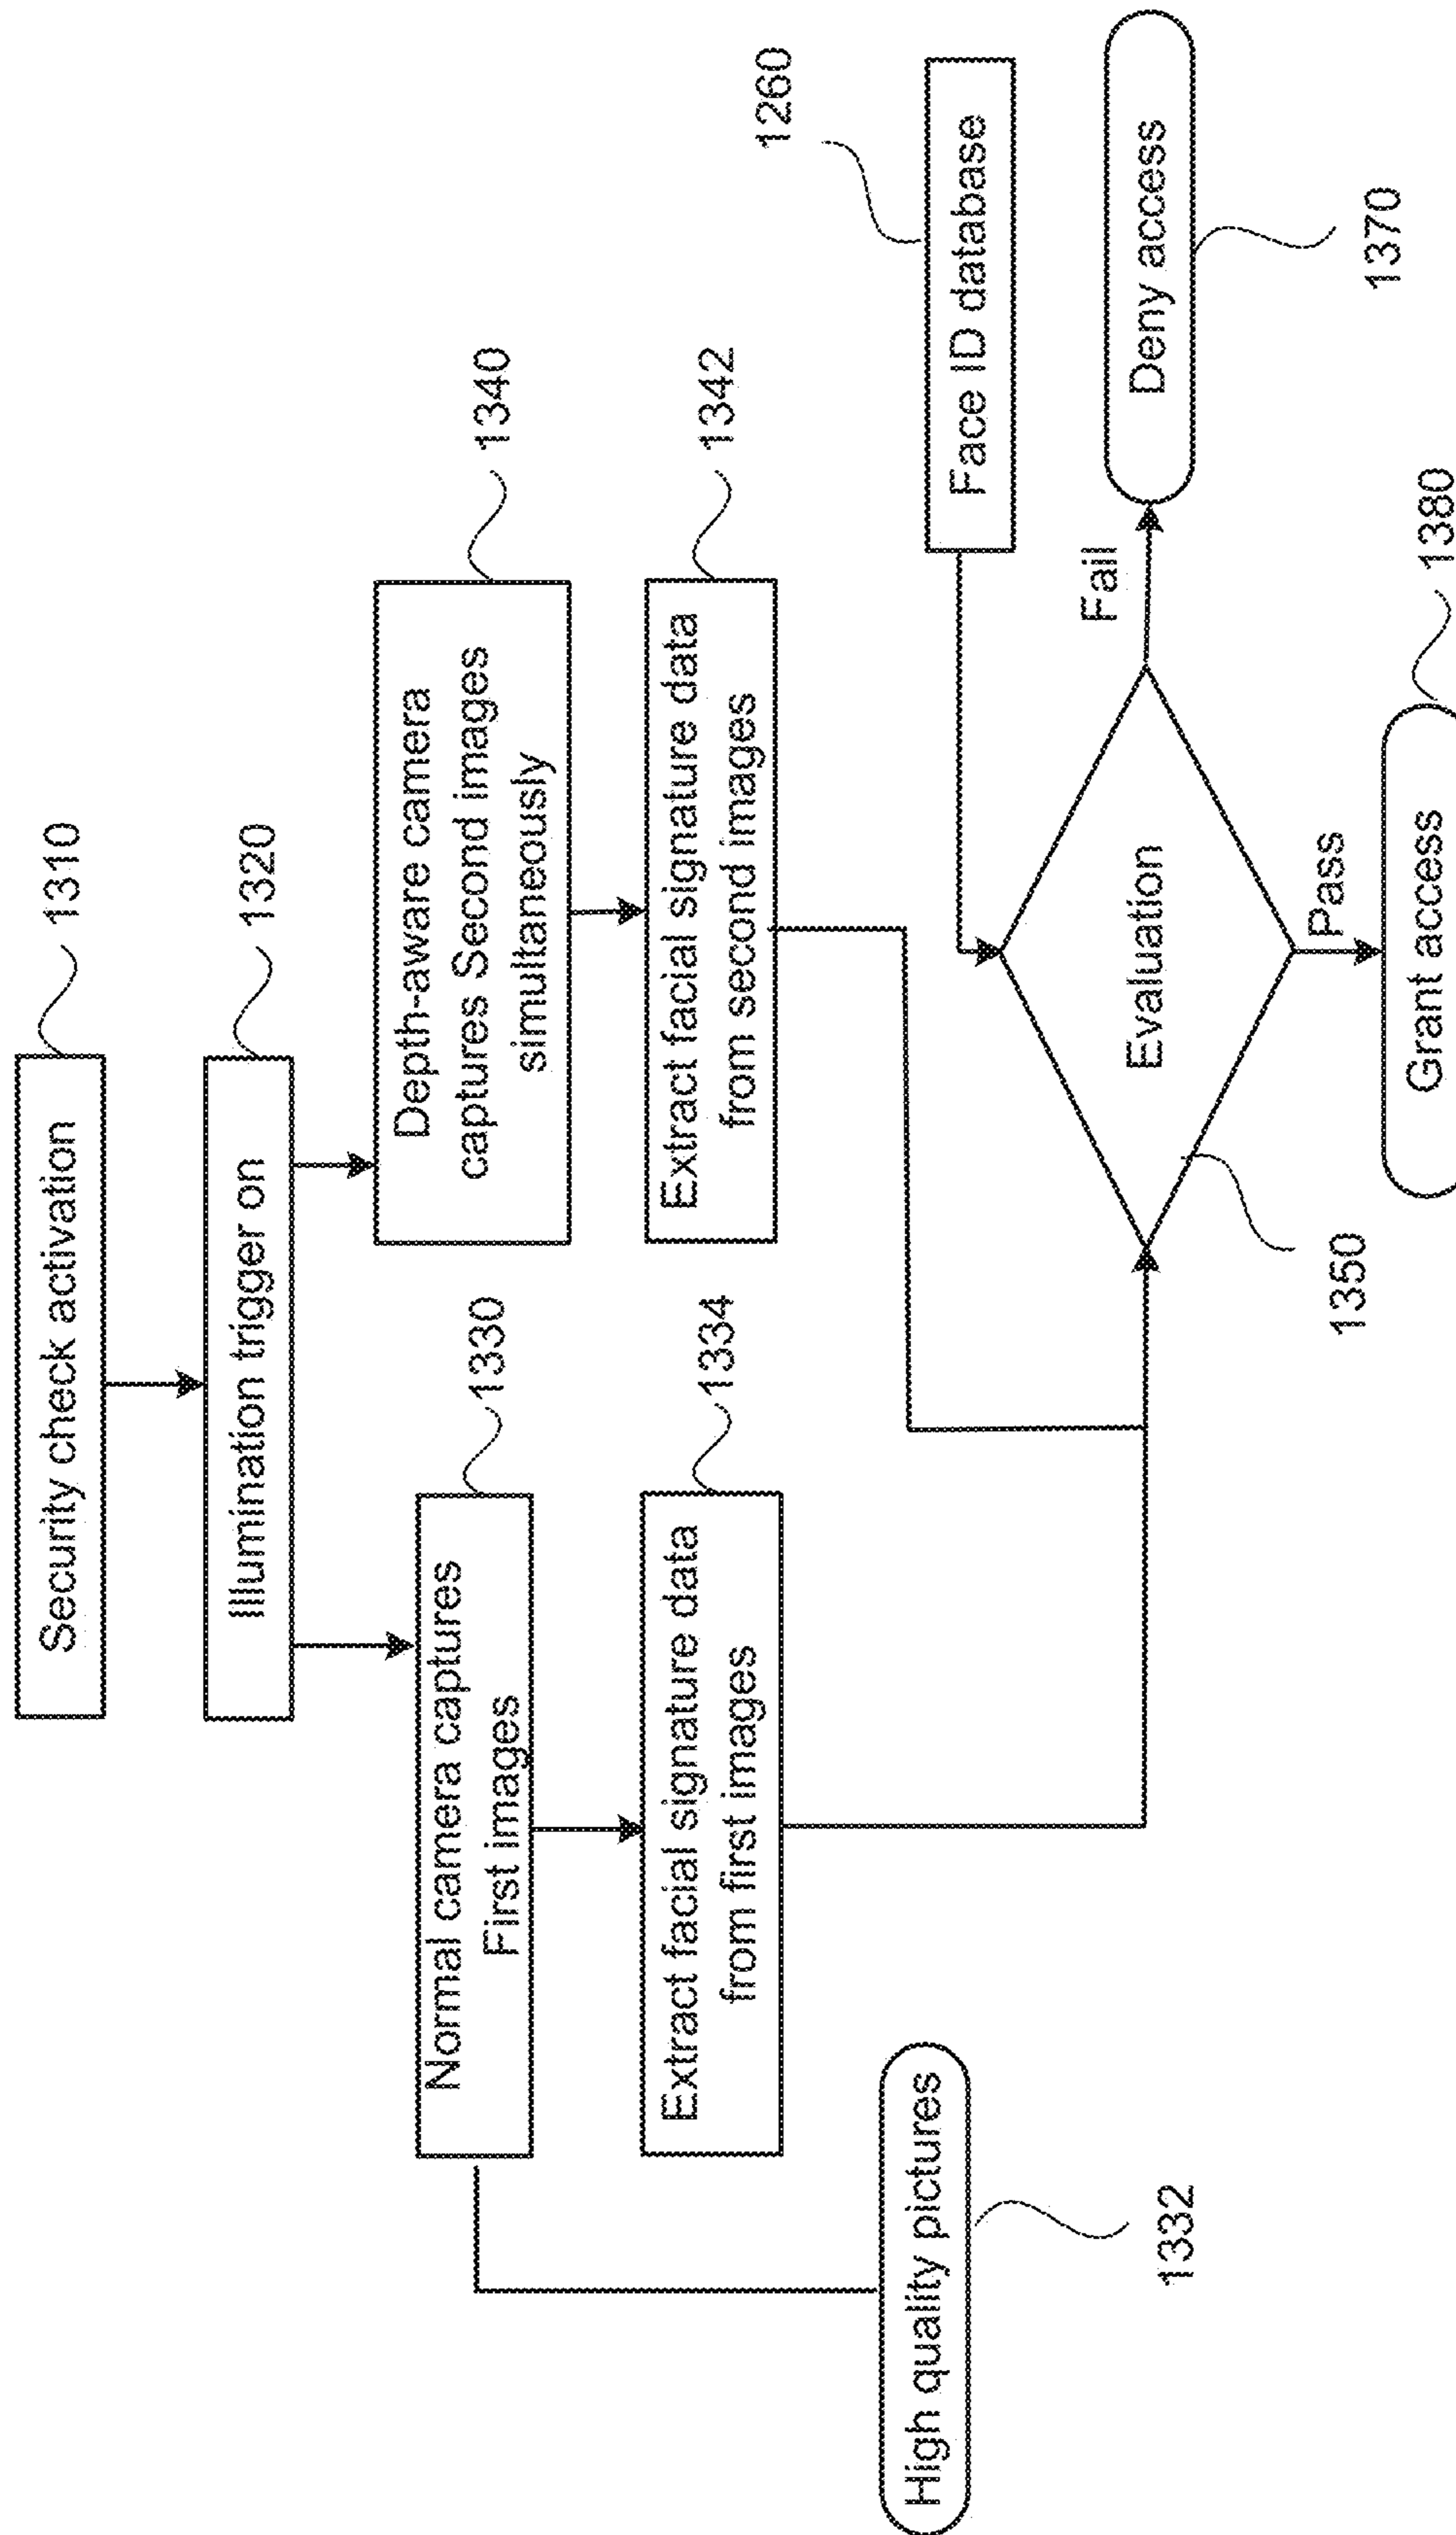 Security check activation
1310
Illumination trigger on
1320
Normal camera captures
First images
1330
Depth-aware camera
captures Second images
simultaneously
1340
Extract facial signature data
from first images
1334
Extract facial signature data
from second images
1342
High quality pictures
1332
Face ID database
1260
Evaluation
1350
Fail
Deny access
1370
Pass
Grant access
1380